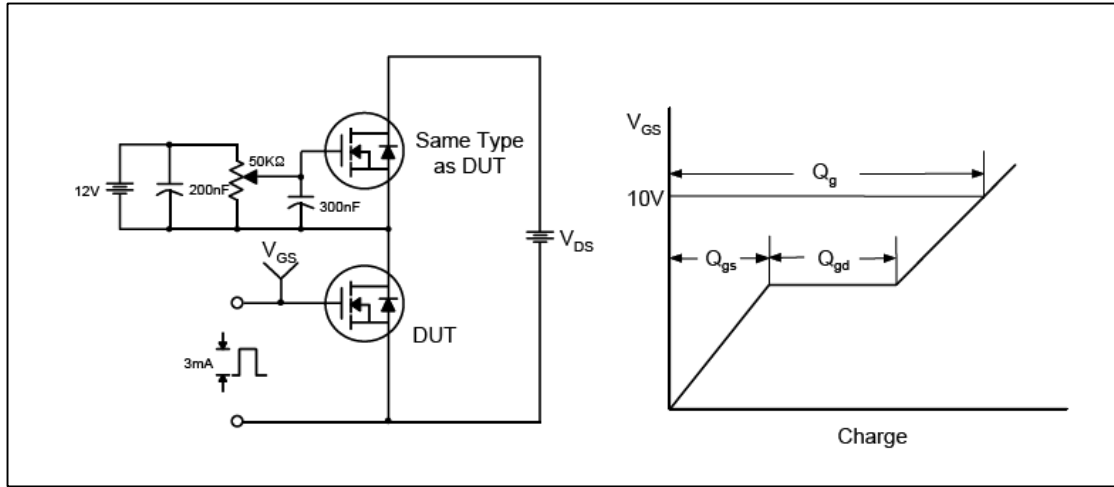 Same Type
as DUT
50KΩ
12V
200nF
300nF
V_GS
V_DS
DUT
3mA
V_GS
Q_g
10V
Q_gs
Q_gd
Charge